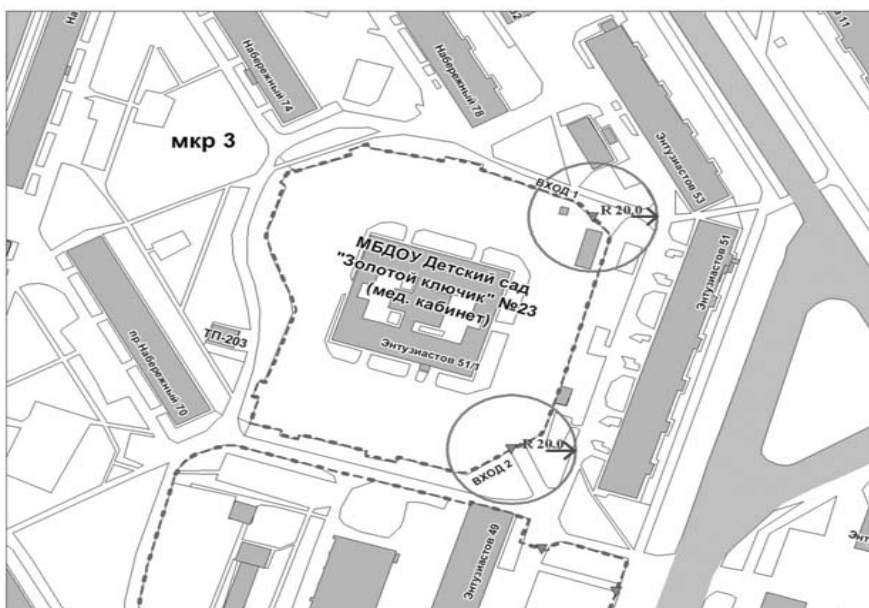 Набережный 74
Набережный 78
Энтузиастов 53
мкр 3
ВХОД 1
R 20.0
МБДОУ Детский сад
"Золотой ключик" №23
(мед. кабинет)
Энтузиастов 51/1
Энтузиастов 51
ТП-203
пр.Набережный 70
R 20.0
ВХОД 2
Энтузиастов 49